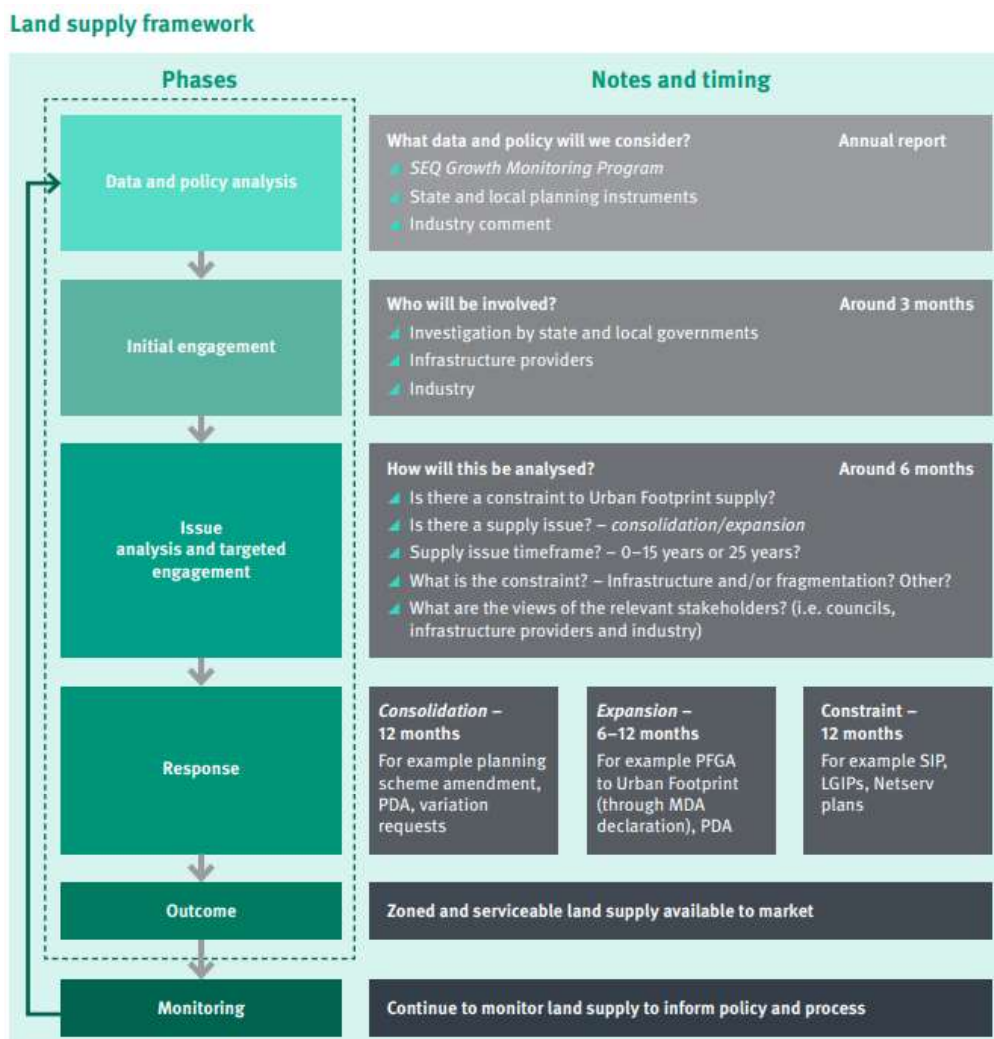 Land supply framework
Phases
Notes and timing
Data and policy analysis
What data and policy will we consider?
Annual report
SEQ Growth Monitoring Program
State and local planning instruments
Industry comment
Initial engagement
Who will be involved?
Around 3 months
Investigation by state and local governments
Infrastructure providers
Industry
Issue
analysis and targeted
engagement
How will this be analysed?
Around 6 months
Is there a constraint to Urban Footprint supply?
Is there a supply issue? – consolidation/expansion
Supply issue timeframe? – 0–15 years or 25 years?
What is the constraint? – Infrastructure and/or fragmentation? Other?
What are the views of the relevant stakeholders? (i.e. councils,
infrastructure providers and industry)
Response
Consolidation –
12 months
For example planning
scheme amendment,
PDA, variation
requests
Expansion –
6–12 months
For example PFGA
to Urban Footprint
(through MDA
declaration), PDA
Constraint –
12 months
For example SIP,
LGIPs, Netserv
plans
Outcome
Zoned and serviceable land supply available to market
Monitoring
Continue to monitor land supply to inform policy and process